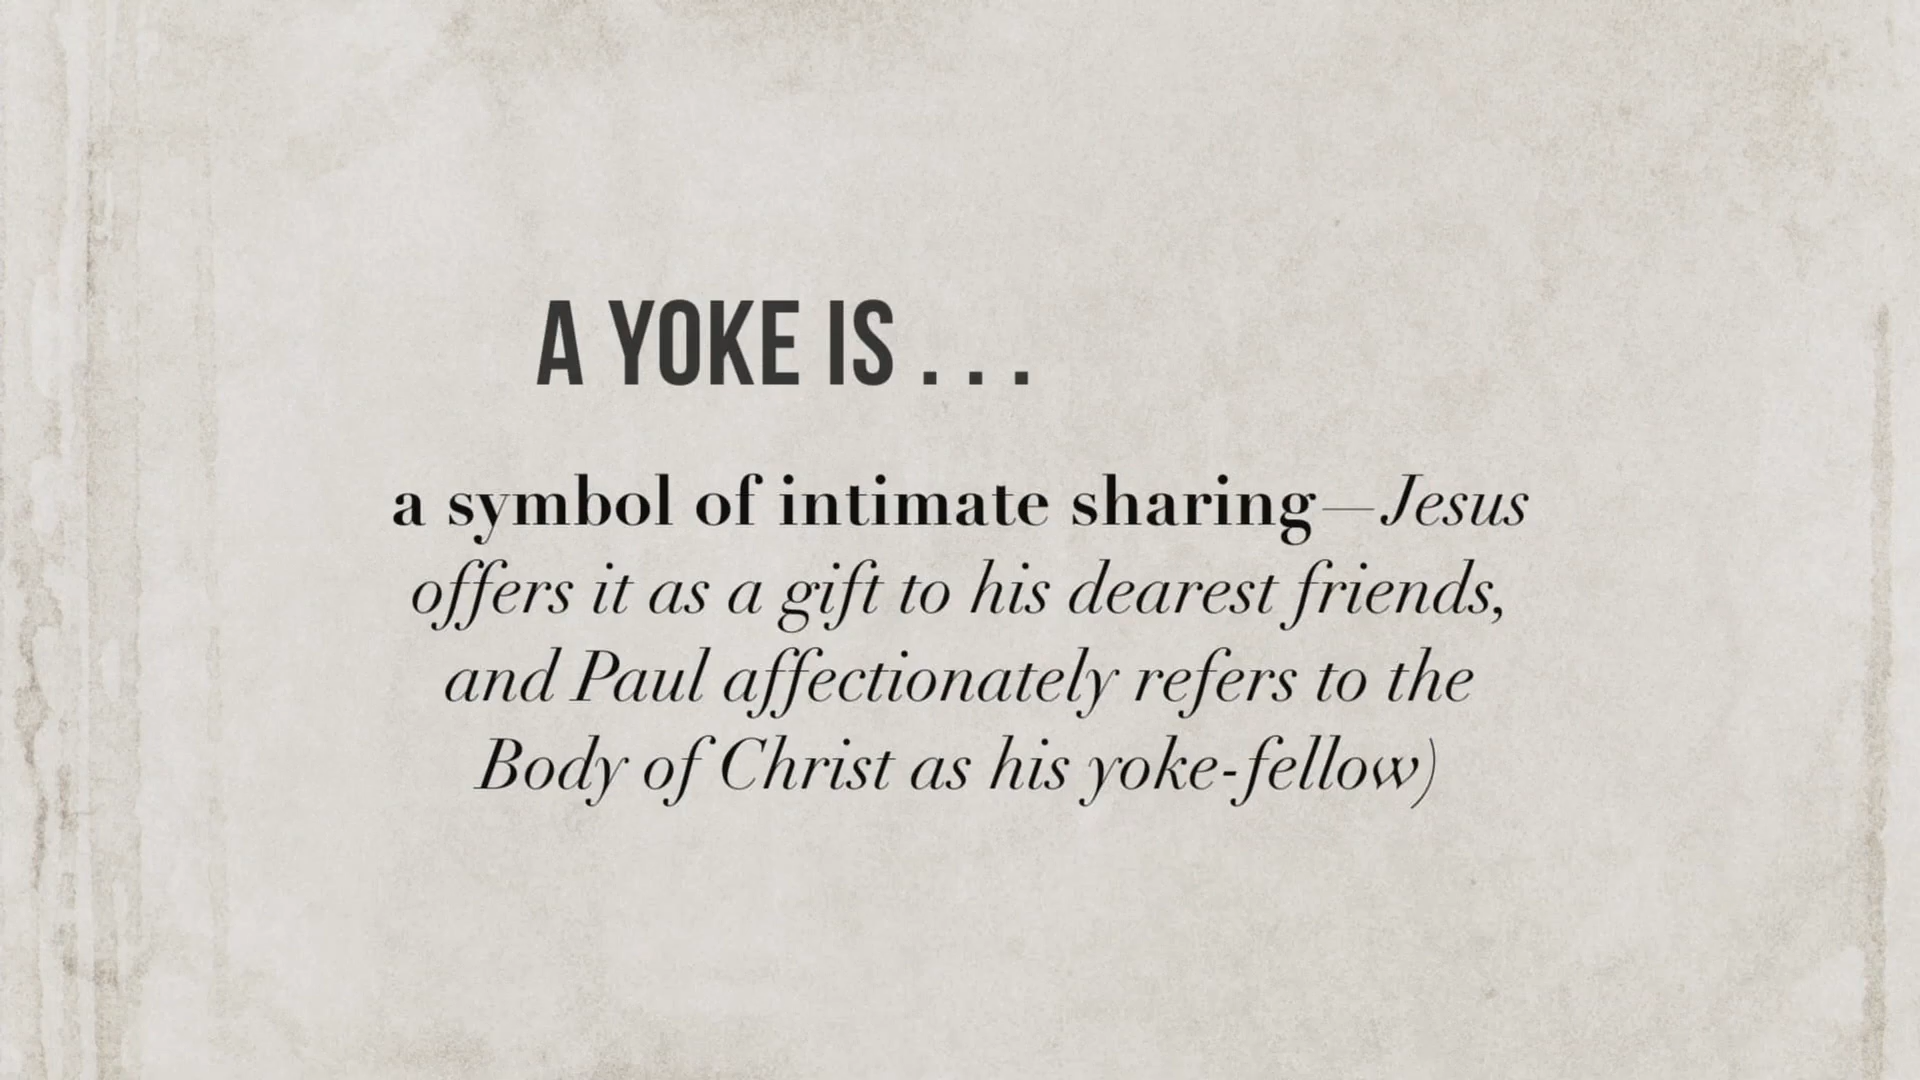 A YOKE IS . . .
a symbol of intimate sharing—Jesus
offers it as a gift to his dearest friends,
and Paul affectionately refers to the
Body of Christ as his yoke-fellow)